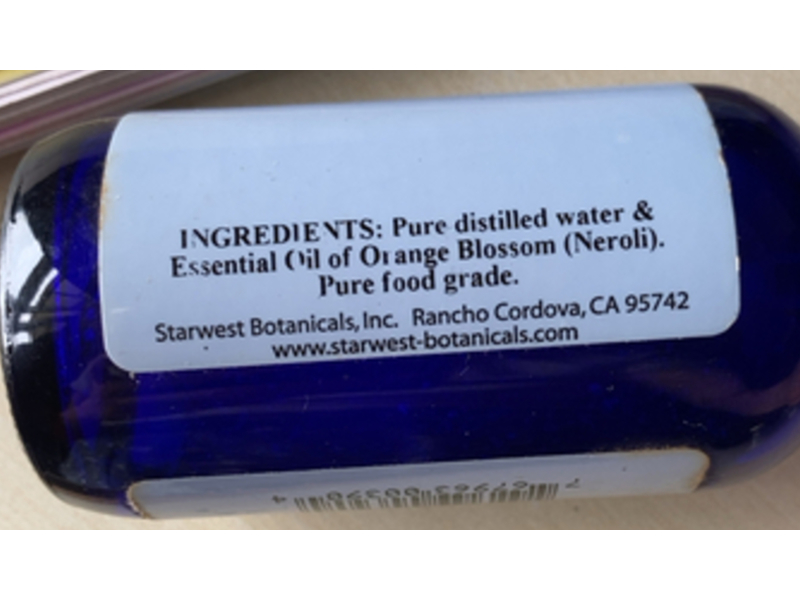 INGREDIENTS: Pure distilled water &
Essential Oil of Orange Blossom (Neroli).
Pure food grade.
Starwest Botanicals, Inc. Rancho Cordova, CA 95742
www.starwest-botanicals.com